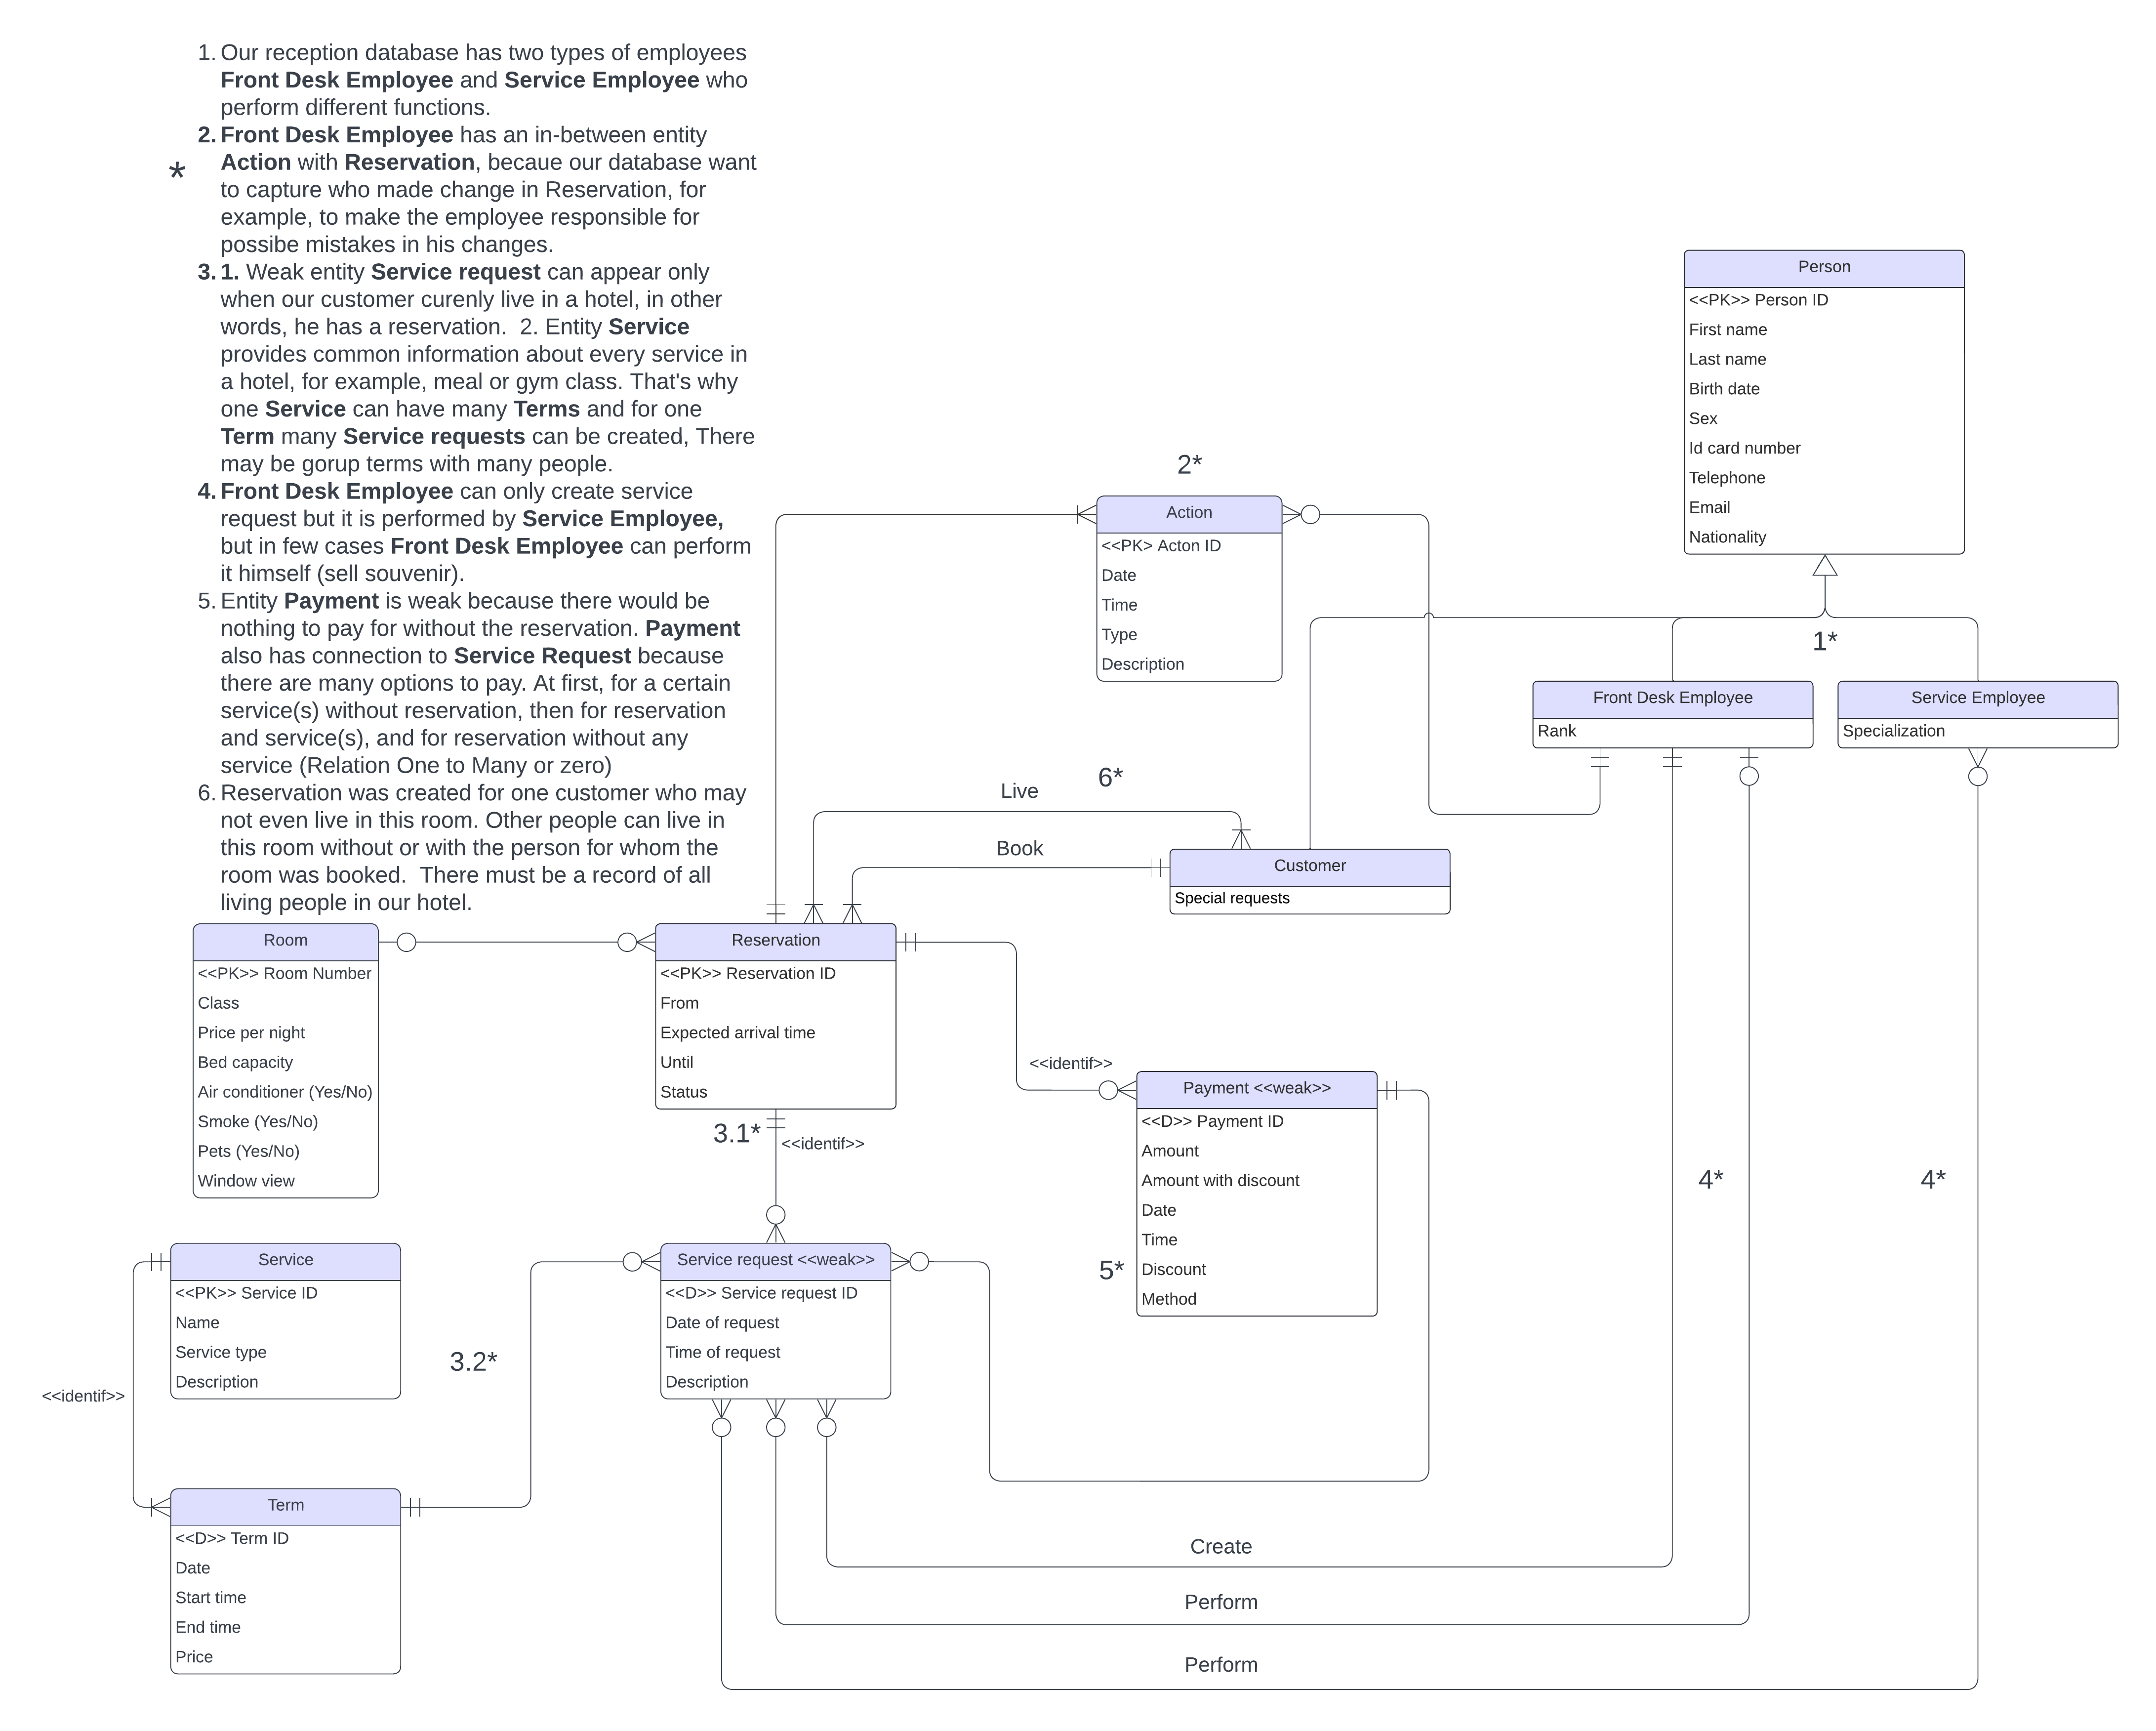 1. Our reception database has two types of employees
Front Desk Employee and Service Employee who
perform different functions.
2. Front Desk Employee has an in-between entity
Action with Reservation, becaue our database want
*
to capture who made change in Reservation, for
example, to make the employee responsible for
possibe mistakes in his changes.
3. 1. Weak entity Service request can appear only
when our customer curenly live in a hotel, in other
words, he has a reservation.  2. Entity Service
provides common information about every service in
a hotel, for example, meal or gym class. That's why
one Service can have many Terms and for one
Term many Service requests can be created, There
may be gorup terms with many people.
4. Front Desk Employee can only create service
request but it is performed by Service Employee,
but in few cases Front Desk Employee can perform
it himself (sell souvenir).
5. Entity Payment is weak because there would be
nothing to pay for without the reservation. Payment
also has connection to Service Request because
there are many options to pay. At first, for a certain
service(s) without reservation, then for reservation
and service(s), and for reservation without any
service (Relation One to Many or zero)
6. Reservation was created for one customer who may
not even live in this room. Other people can live in
this room without or with the person for whom the
room was booked.  There must be a record of all
living people in our hotel.
Person
<<PK>> Person ID
First name
Last name
Birth date
Sex
Id card number
Telephone
Email
Nationality
2*
Action
<<PK> Acton ID
Date
Time
Type
Description
1*
Front Desk Employee
Rank
Service Employee
Specialization
6*
Live
Book
Customer
Special requests
Room
<<PK>> Room Number
Class
Price per night
Bed capacity
Air conditioner (Yes/No)
Smoke (Yes/No)
Pets (Yes/No)
Window view
Reservation
<<PK>> Reservation ID
From
Expected arrival time
Until
Status
3.1*
<<identif>>
<<identif>>
Payment <<weak>>
<<D>> Payment ID
Amount
Amount with discount
Date
Time
Discount
Method
5*
4*
4*
Service
<<PK>> Service ID
Name
Service type
Description
<<identif>>
3.2*
Service request <<weak>>
<<D>> Service request ID
Date of request
Time of request
Description
Term
<<D>> Term ID
Date
Start time
End time
Price
Create
Perform
Perform